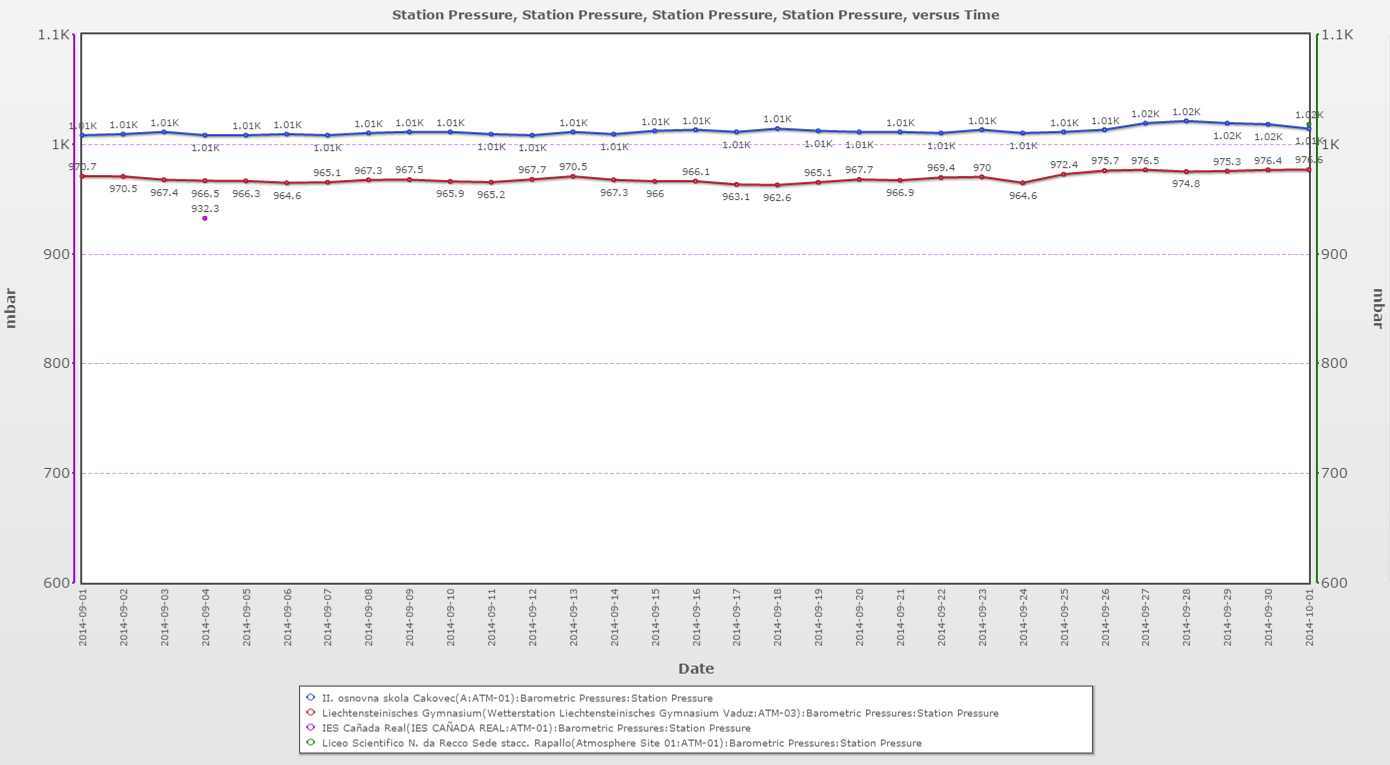 Station Pressure, Station Pressure, Station Pressure, Station Pressure, versus Time
1.1K 1.1K
1.01K 1.01K 1.01K 1.01K 1.01K 1.01K 1.01K 1.01K 1.01K 1.01K 1.01K 1.01K 1.01K 1.01K 1.01K 1.01K 1.02K 1.02K 1.02K
1K 1.01K 1.01K 1.01K 1.01K 1.01K 1.01K 1.01K 1.01K 1.01K 1.01K 1.02K 1.02K 1.01K 1K
970.7 965.1 967.3 967.5 967.7 970.5 966.1 965.1 967.7 969.4 970 972.4 975.7 976.5 975.3 976.4 976.6
970.5 967.4 966.5 966.3 964.6 965.9 965.2 967.3 966 963.1 962.6 966.9 964.6 974.8
932.3
900 900
800 800
700 700
600 600
mbar
mbar
2014-09-01
2014-09-02
2014-09-03
2014-09-04
2014-09-05
2014-09-06
2014-09-07
2014-09-08
2014-09-09
2014-09-10
2014-09-11
2014-09-12
2014-09-13
2014-09-14
2014-09-15
2014-09-16
2014-09-17
2014-09-18
2014-09-19
2014-09-20
2014-09-21
2014-09-22
2014-09-23
2014-09-24
2014-09-25
2014-09-26
2014-09-27
2014-09-28
2014-09-29
2014-09-30
2014-10-01
Date
II. osnovna skola Cakovec(A:ATM-01):Barometric Pressures:Station Pressure
Liechtensteinisches Gymnasium(Wetterstation Liechtensteinisches Gymnasium Vaduz:ATM-03):Barometric Pressures:Station Pressure
IES Cañada Real(IES CAÑADA REAL:ATM-01):Barometric Pressures:Station Pressure
Liceo Scientifico N. da Recco Sede stacc. Rapallo(Atmosphere Site 01:ATM-01):Barometric Pressures:Station Pressure